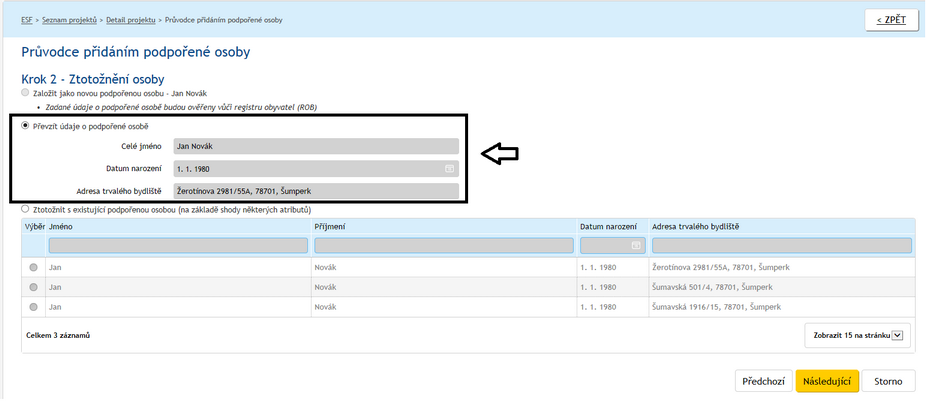 ESF > Seznam projektů > Detail projektu > Průvodce přidáním podpořené osoby
< ZPĚT
Průvodce přidáním podpořené osoby
Krok 2 - Ztotožnění osoby
Založit jako novou podpořenou osobu - Jan Novák
• Zadané údaje o podpořené osobě budou ověřeny vůči registru obyvatel (ROB)
Převzít údaje o podpořené osobě
Celé jméno Jan Novák
Datum narození 1. 1. 1980
Adresa trvalého bydliště Žerotínova 2981/55A, 78701, Šumperk
Ztotožnit s existující podpořenou osobou (na základě shody některých atributů)
Výběr Jméno Příjmení Datum narození Adresa trvalého bydliště
Jan Novák 1. 1. 1980 Žerotínova 2981/55A, 78701, Šumperk
Jan Novák 1. 1. 1980 Šumavská 501/4, 78701, Šumperk
Jan Novák 1. 1. 1980 Šumavská 1916/15, 78701, Šumperk
Celkem 3 záznamů
Zobrazit 15 na stránku
Předchozí Následující Storno